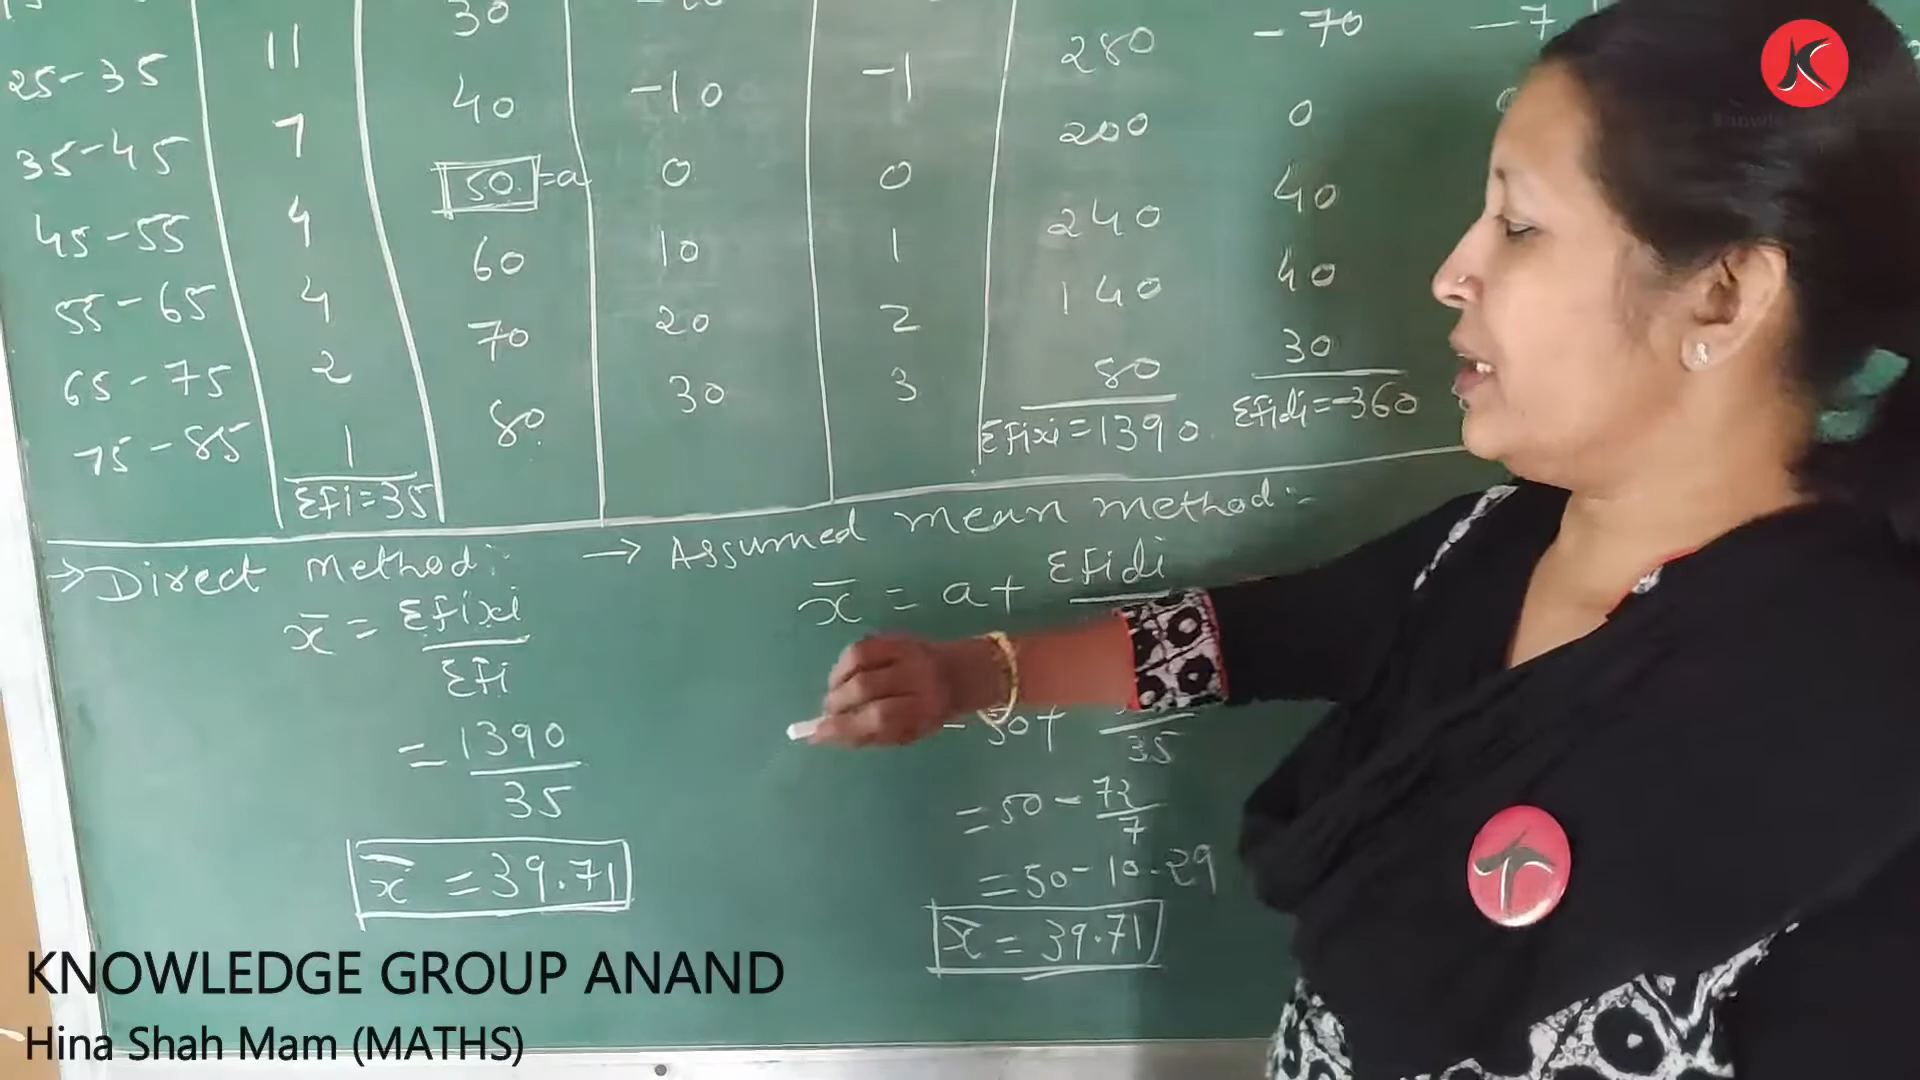 30
25-35 11 280 -70 -7
40 -10 -1
35-45 7 200 0
50 =a 0 0
45-55 4 240 40
60 10 1
55-65 4 140 40
70 20 2
65-75 2 80 30
80 30 3
75-85 1 Σfixi=1390. Σfidi=-360
Σfi=35
→Direct method:- → Assumed mean method:-
x̄ = Σfixi/Σfi
x̄ = a+ Σfidi
= 1390/35
- 50+ /35
= 50 - 72/7
x̄ = 39.71
= 50 - 10.29
x̄ = 39.71
KNOWLEDGE GROUP ANAND
Hina Shah Mam (MATHS)